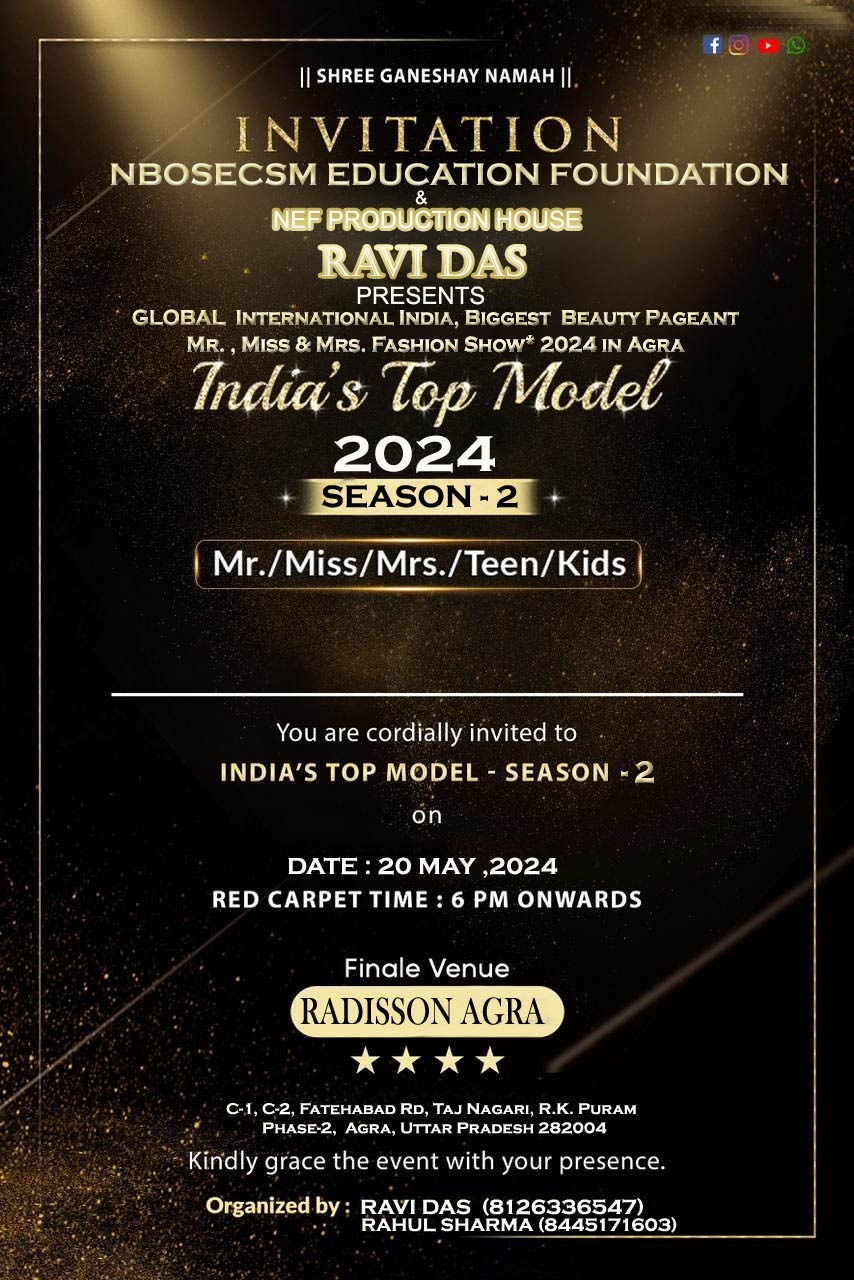 || SHREE GANESHAY NAMAH ||
INVITATION
NBOSECSM EDUCATION FOUNDATION
&
NEF PRODUCTION HOUSE
RAVI DAS
PRESENTS
GLOBAL INTERNATIONAL INDIA, BIGGEST BEAUTY PAGEANT
MR. , MISS & MRS. FASHION SHOW* 2024 IN AGRA
India's Top Model
2024
SEASON - 2
Mr./Miss/Mrs./Teen/Kids
You are cordially invited to
INDIA'S TOP MODEL - SEASON - 2
on
DATE : 20 MAY ,2024
RED CARPET TIME : 6 PM ONWARDS
Finale Venue
RADISSON AGRA
C-1, C-2, FATEHABAD RD, TAJ NAGARI, R.K. PURAM
PHASE-2, AGRA, UTTAR PRADESH 282004
Kindly grace the event with your presence.
Organized by : RAVI DAS (8126336547)
RAHUL SHARMA (8445171603)